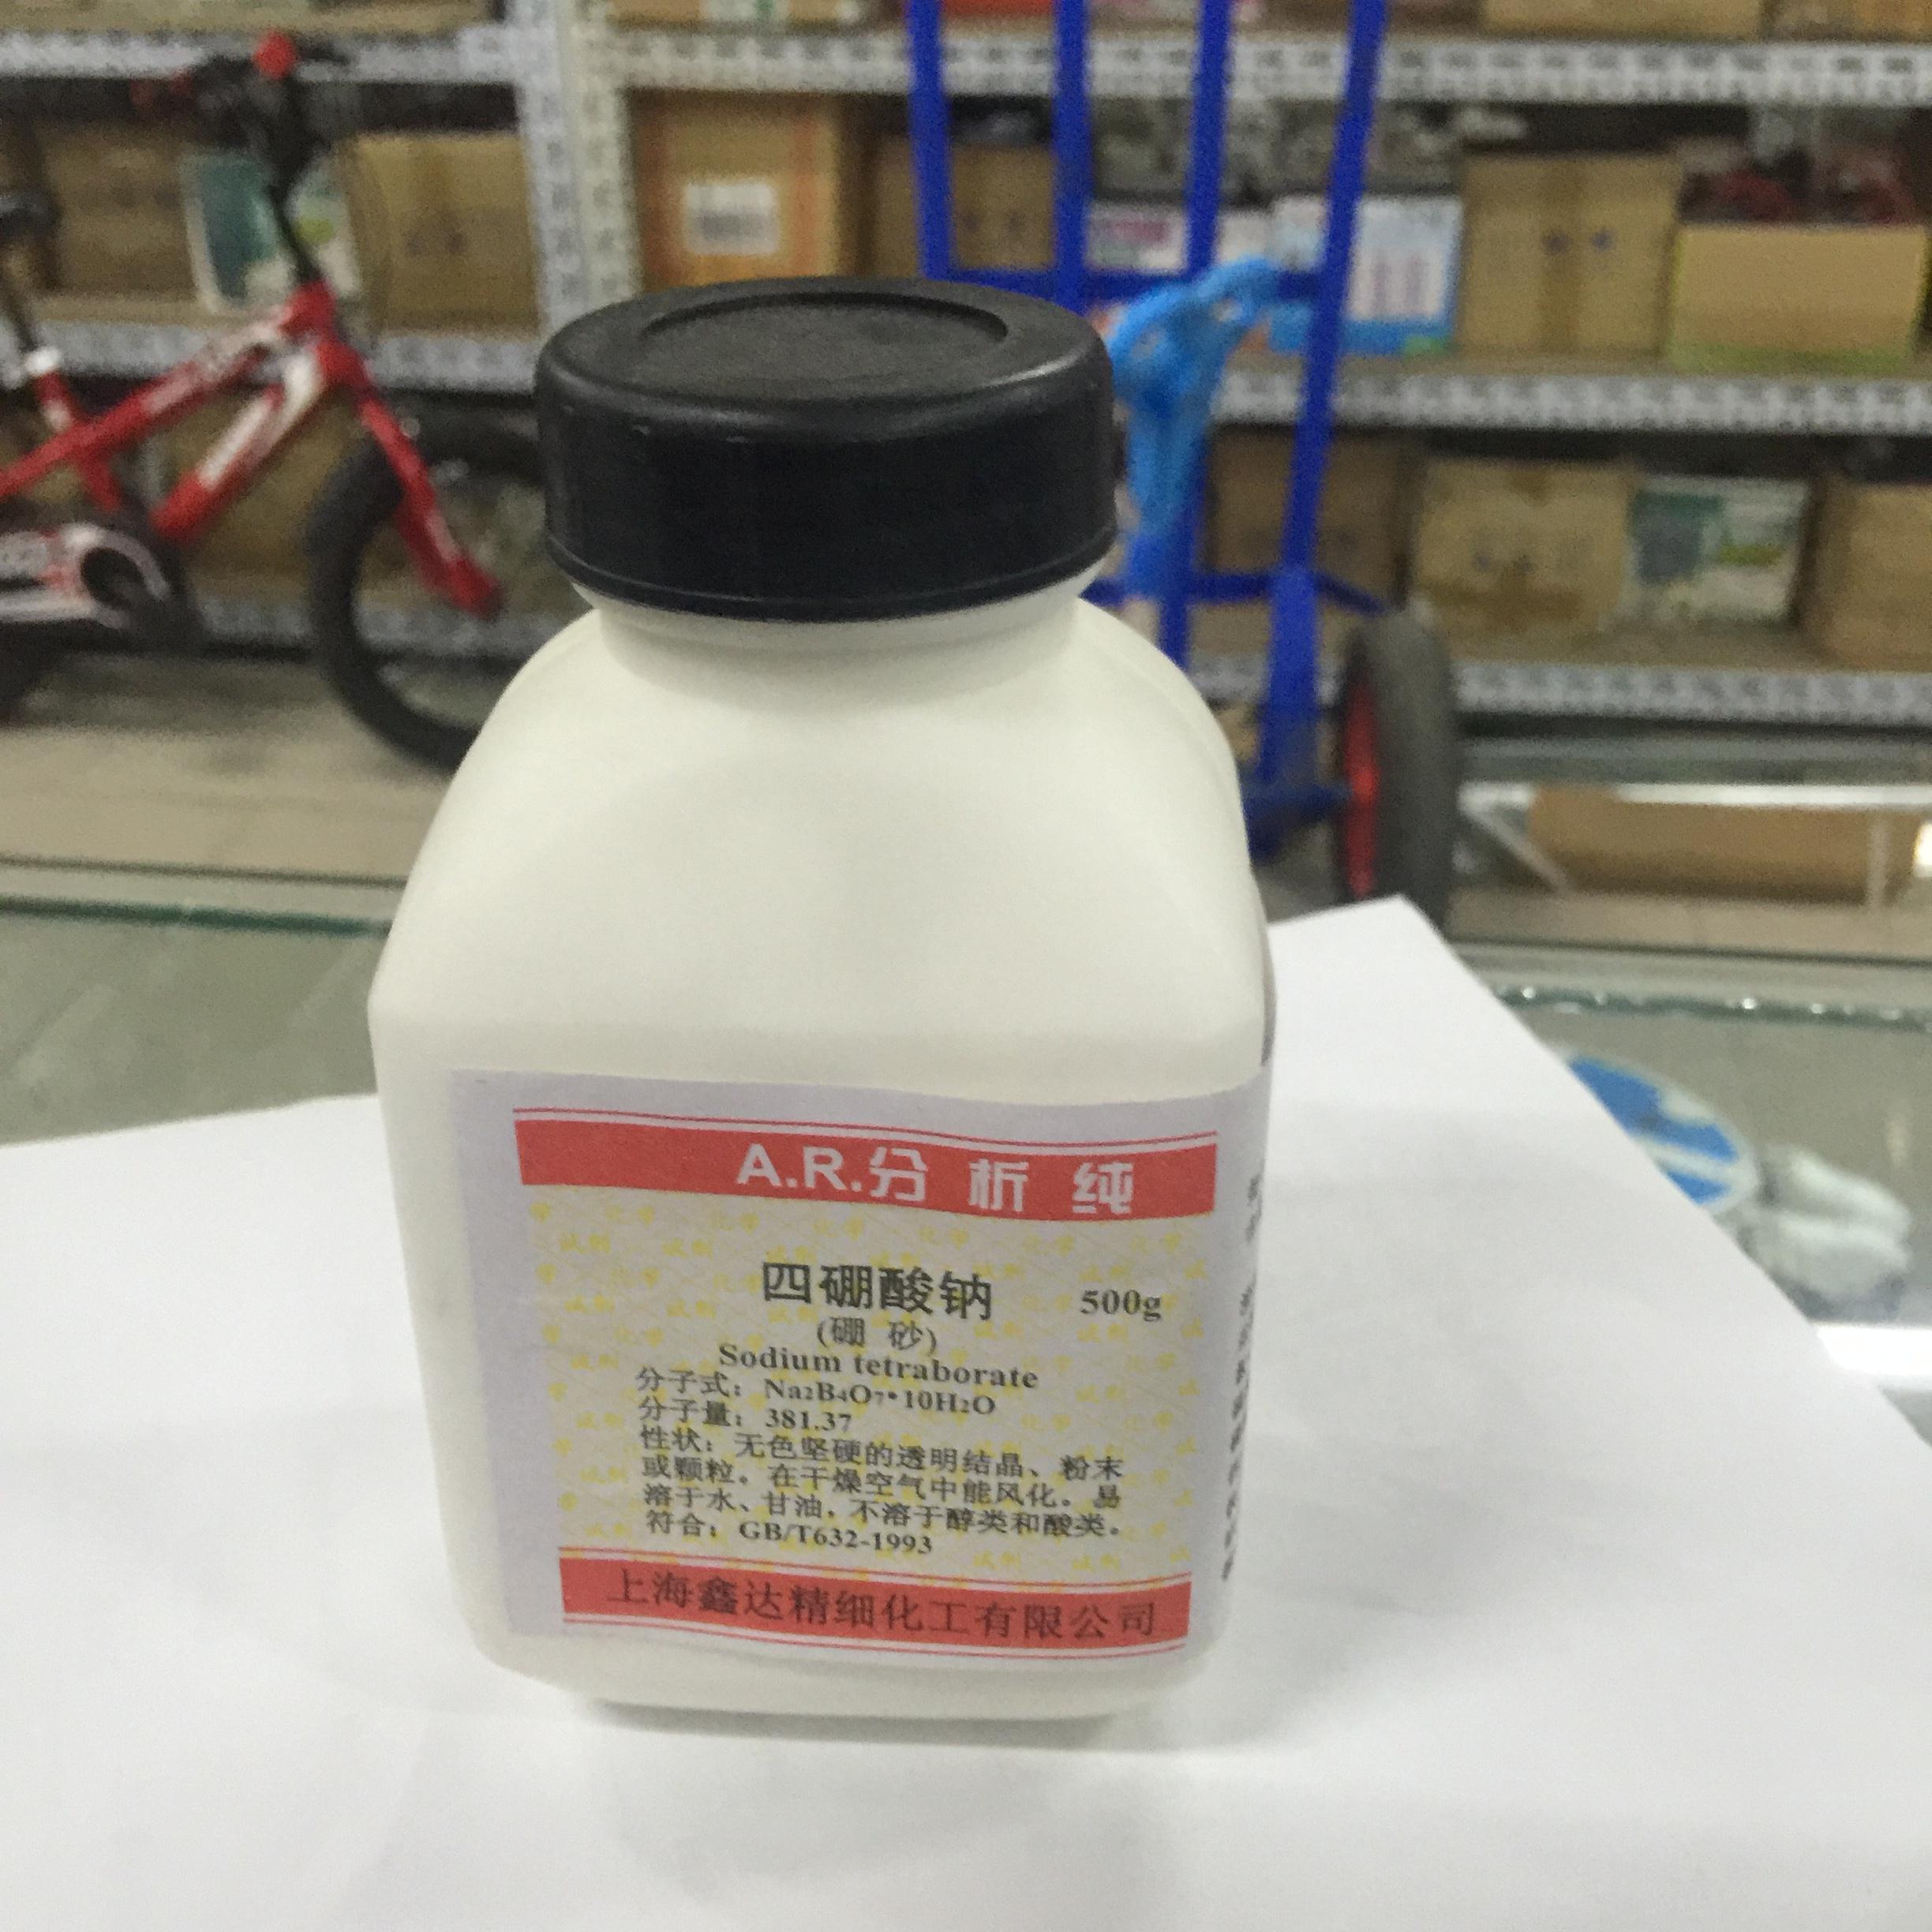 A.R.分析纯
四硼酸钠 500g
(硼 砂)
Sodium tetraborate
分子式：Na₂B₄O₇•10H₂O
分子量：381.37
性状：无色坚硬的透明结晶、粉末
或颗粒。在干燥空气中能风化。易
溶于水、甘油，不溶于醇类和酸类。
符合：GB/T632-1993
上海鑫达精细化工有限公司